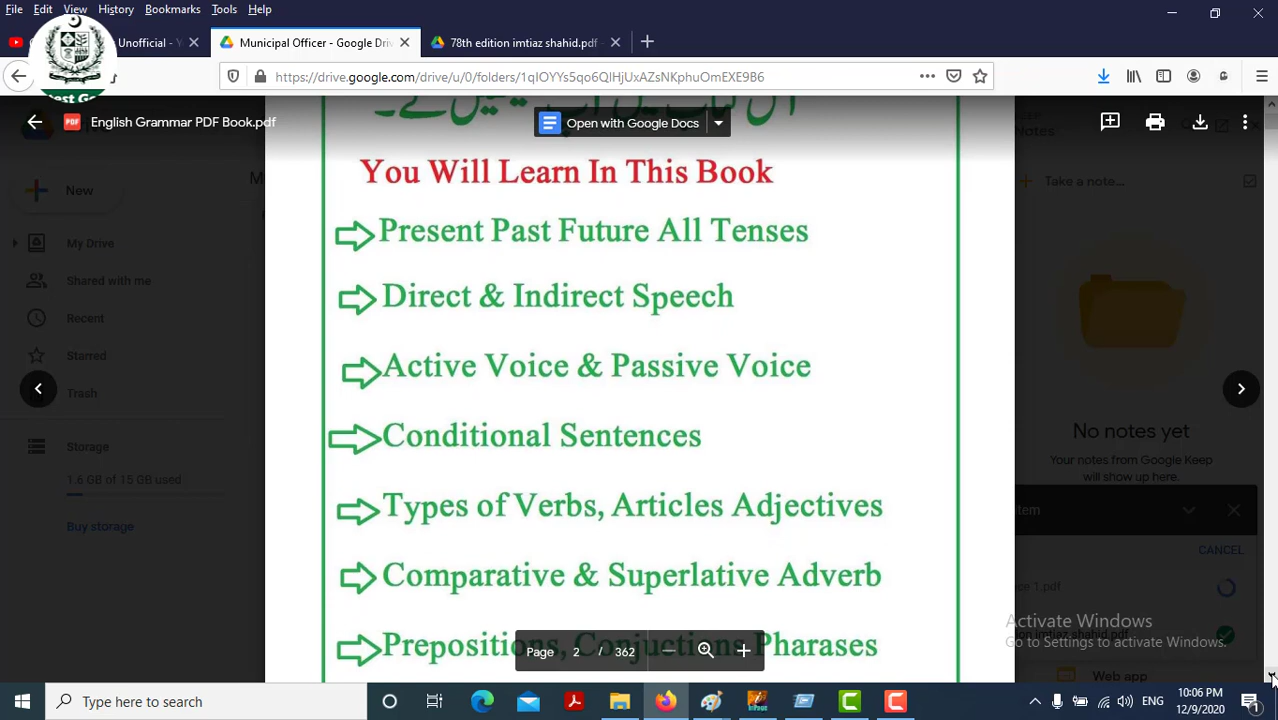 File Edit View History Bookmarks Tools Help
Unofficial - Y
Municipal Officer - Google Driv
78th edition imtiaz shahid.pdf -
https://drive.google.com/drive/u/0/folders/1qIOYYs5qo6QlHjUxAZsNKphuOmEXE9B6
English Grammar PDF Book.pdf
Open with Google Docs
New
My Drive
Shared with me
Recent
Starred
Trash
Storage
1.6 GB of 15 GB used
Buy storage
You Will Learn In This Book
Present Past Future All Tenses
Direct & Indirect Speech
Active Voice & Passive Voice
Conditional Sentences
Types of Verbs, Articles Adjectives
Comparative & Superlative Adverb
Prepositions, Conjuctions Pharases
Page 2 / 362
Take a note...
No notes yet
Your notes from Google Keep
will show up here.
CANCEL
Activate Windows
Go to Settings to activate Windows.
Web app
Type here to search
ENG
10:06 PM
12/9/2020
1